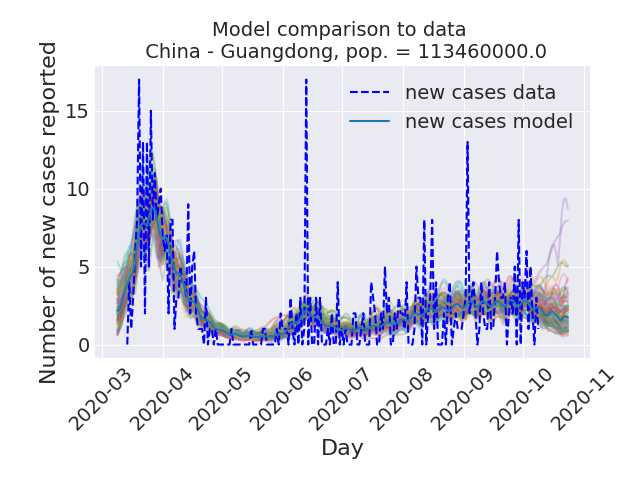 Model comparison to data
China - Guangdong, pop. = 113460000.0
new cases data
new cases model
Number of new cases reported
15
10
5
0
2020-03
2020-04
2020-05
2020-06
2020-07
2020-08
2020-09
2020-10
2020-11
Day